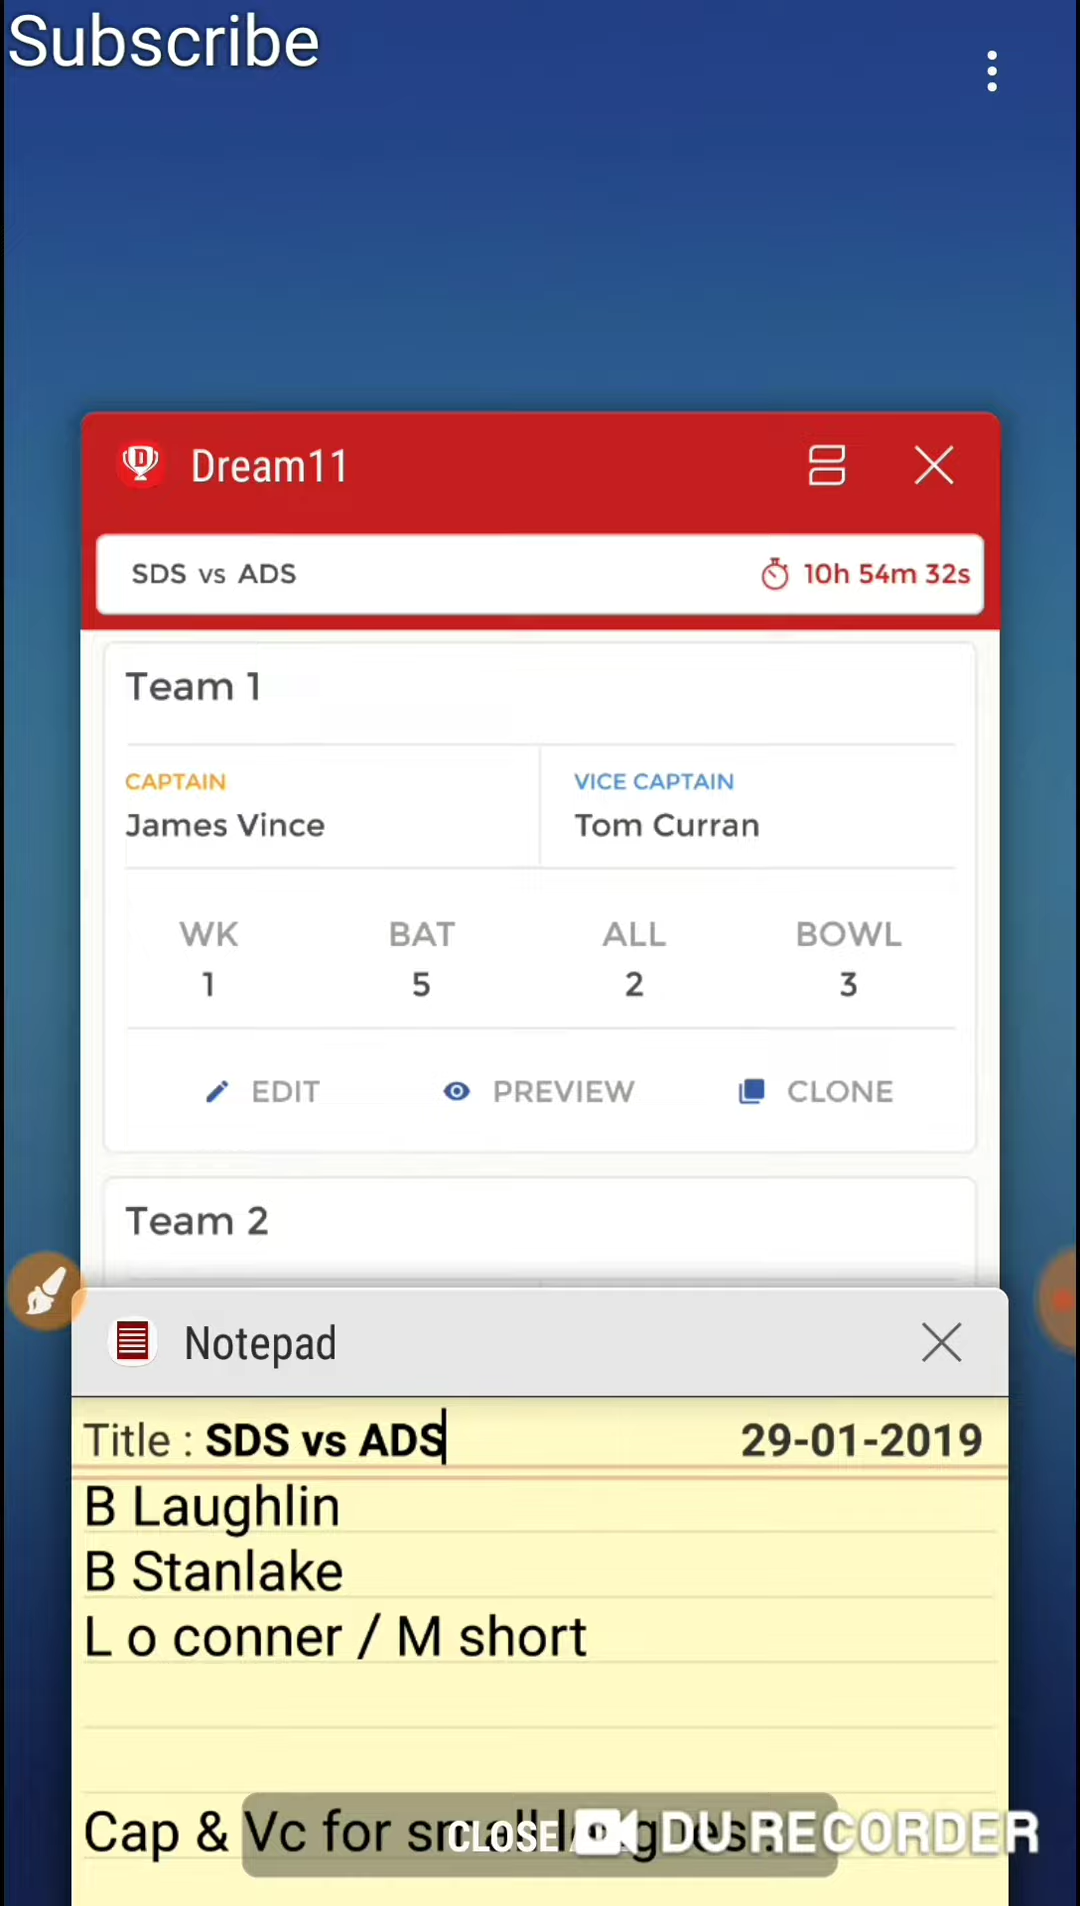 Subscribe
Dream11
SDS vs ADS
10h 54m 32s
Team 1
CAPTAIN
James Vince
VICE CAPTAIN
Tom Curran
WK BAT ALL BOWL
1 5 2 3
EDIT PREVIEW CLONE
Team 2
Notepad
Title : SDS vs ADS 29-01-2019
B Laughlin
B Stanlake
L o conner / M short
Cap & Vc for small leagues :
CLOSE
DU RECORDER